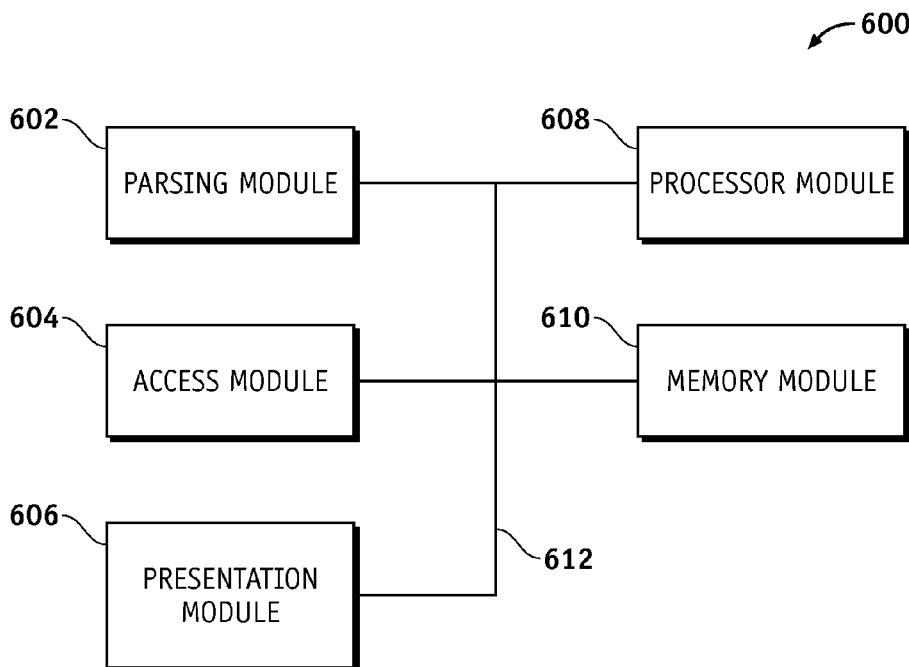 600
602
PARSING MODULE
608
PROCESSOR MODULE
604
ACCESS MODULE
610
MEMORY MODULE
606
PRESENTATION
MODULE
612